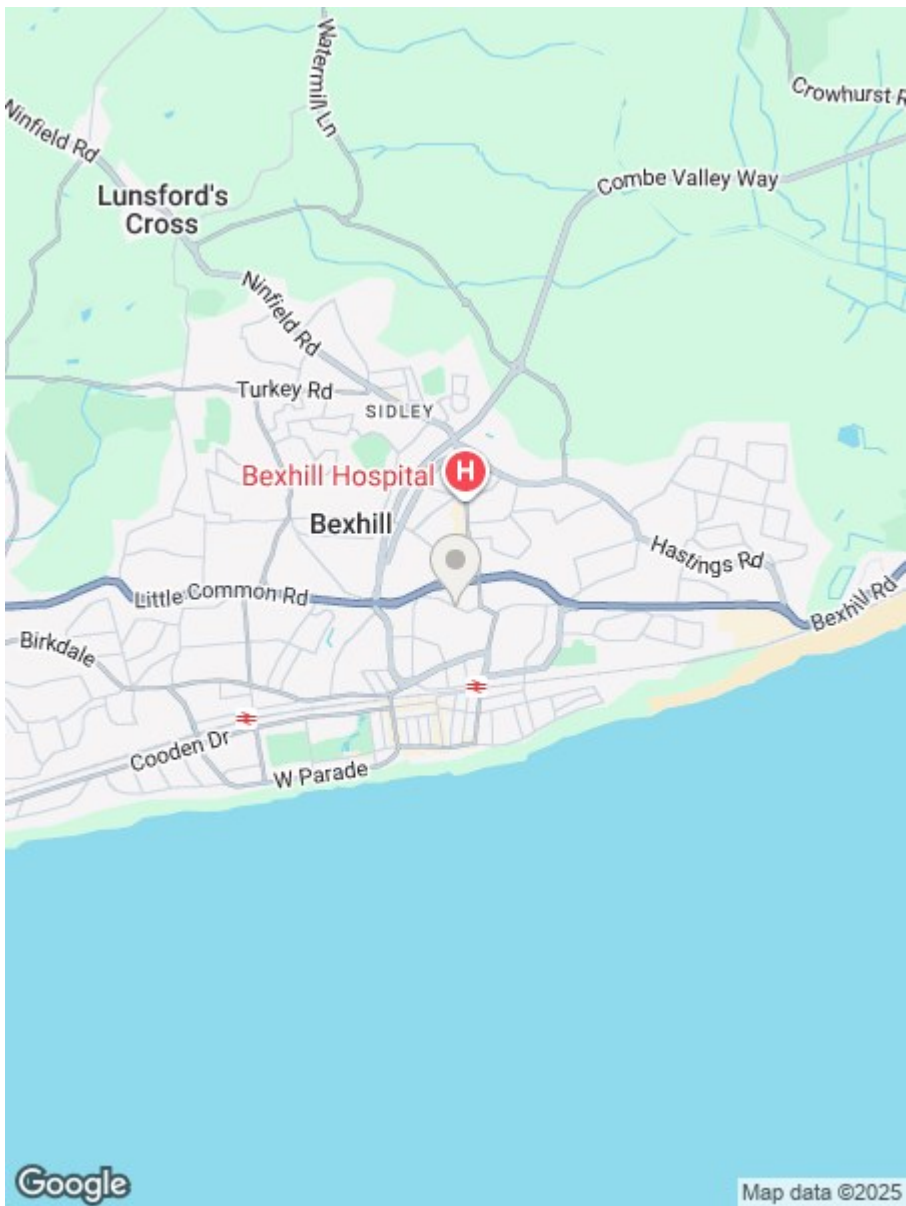 Watermill Ln
Crowhurst R
Ninfield Rd
Combe Valley Way
Lunsford's
Cross
Ninfield Rd
Turkey Rd
SIDLEY
Bexhill Hospital
H
Bexhill
Hastings Rd
Little Common Rd
Bexhill Rd
Birkdale
Cooden Dr
W Parade
Google
Map data ©2025